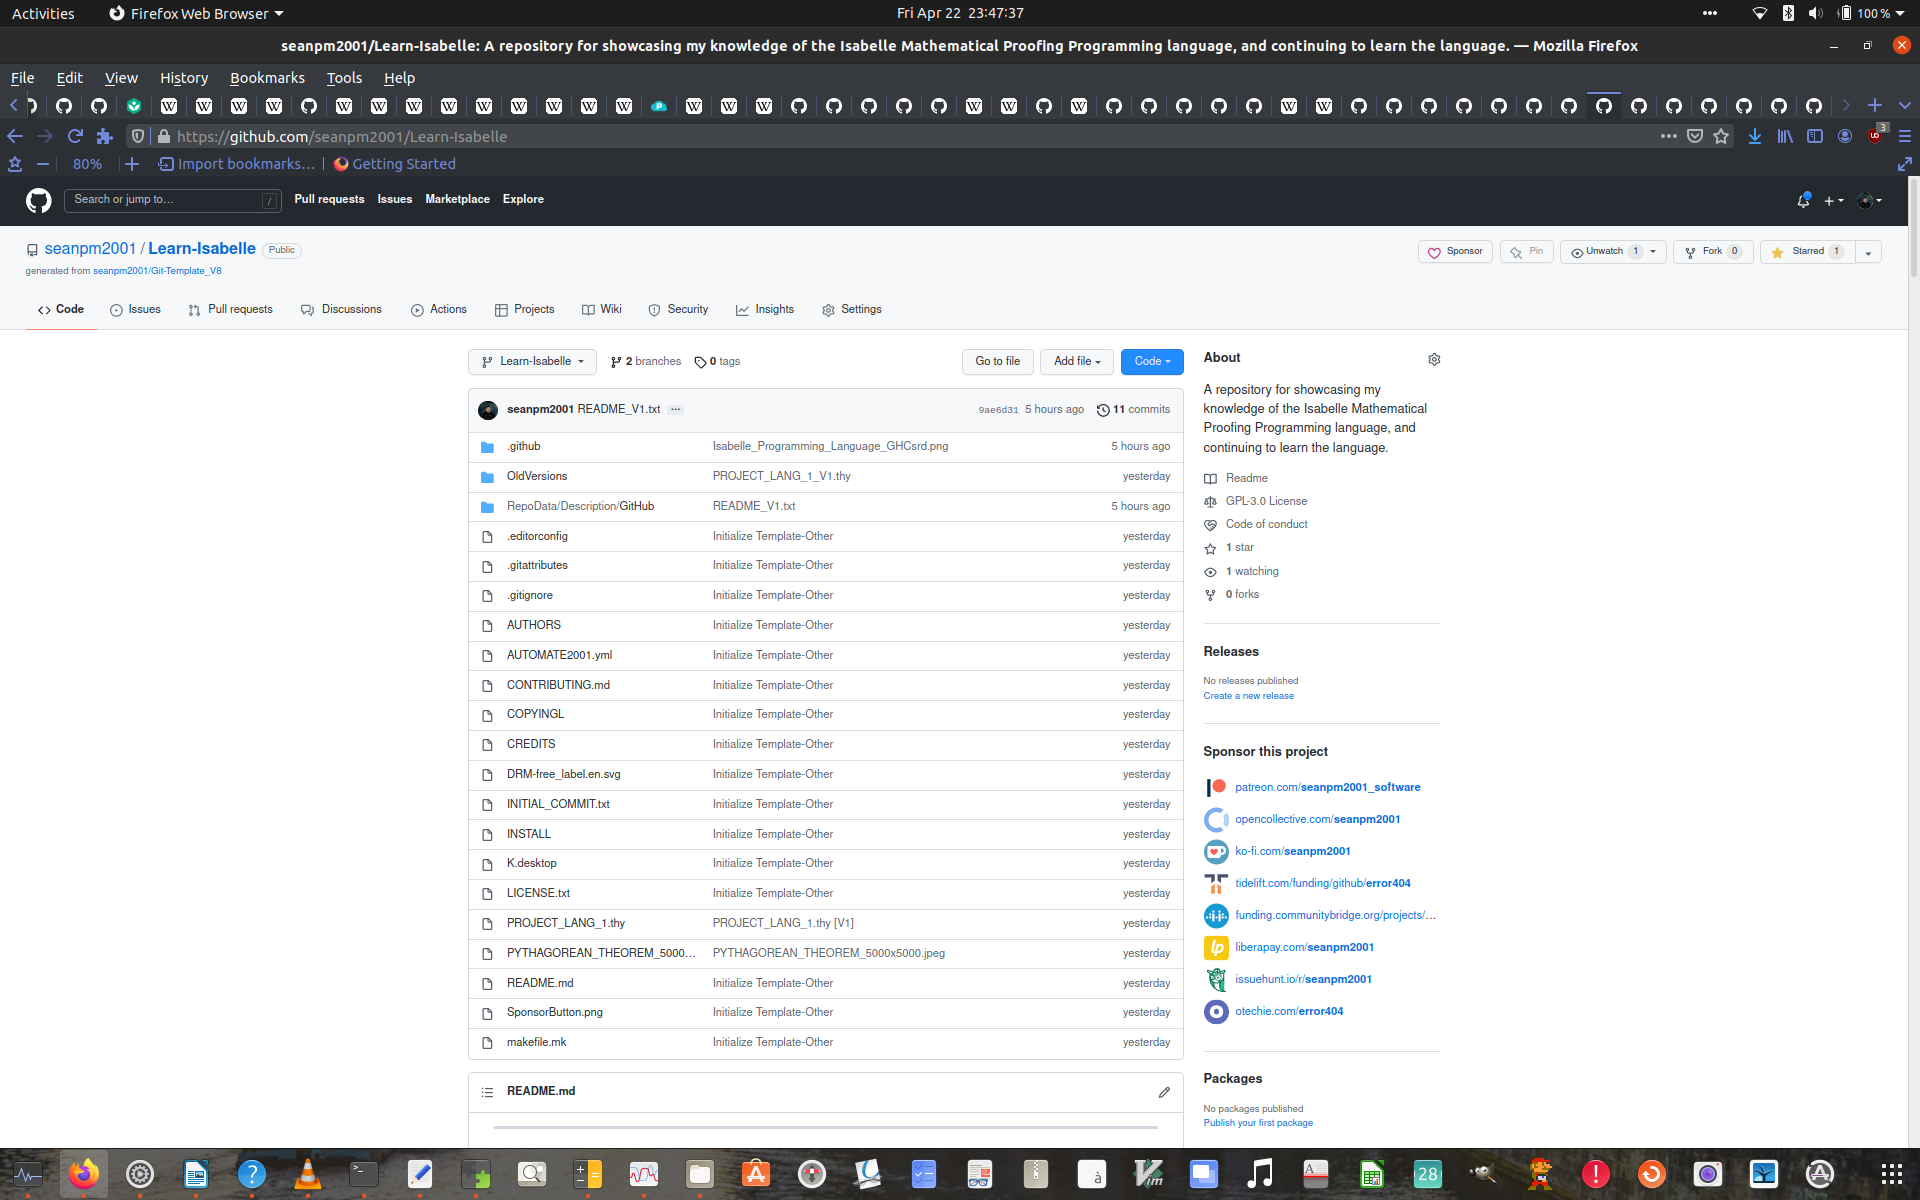 Activities
Firefox Web Browser
Fri Apr 22 23:47:37
100 %
seanpm2001/Learn-Isabelle: A repository for showcasing my knowledge of the Isabelle Mathematical Proofing Programming language, and continuing to learn the language. — Mozilla Firefox
File Edit View History Bookmarks Tools Help
https://github.com/seanpm2001/Learn-Isabelle
3
80%
Import bookmarks...
Getting Started
Search or jump to...
/
Pull requests Issues Marketplace Explore
seanpm2001 / Learn-Isabelle Public
generated from seanpm2001/Git-Template_V8
Sponsor
Pin
Unwatch 1
Fork 0
Starred 1
Code Issues Pull requests Discussions Actions Projects Wiki Security Insights Settings
Learn-Isabelle
2 branches
0 tags
Go to file
Add file
Code
seanpm2001 README_V1.txt
9ae6d31 5 hours ago
11 commits
.github Isabelle_Programming_Language_GHCsrd.png 5 hours ago
OldVersions PROJECT_LANG_1_V1.thy yesterday
RepoData/Description/GitHub README_V1.txt 5 hours ago
.editorconfig Initialize Template-Other yesterday
.gitattributes Initialize Template-Other yesterday
.gitignore Initialize Template-Other yesterday
AUTHORS Initialize Template-Other yesterday
AUTOMATE2001.yml Initialize Template-Other yesterday
CONTRIBUTING.md Initialize Template-Other yesterday
COPYINGL Initialize Template-Other yesterday
CREDITS Initialize Template-Other yesterday
DRM-free_label.en.svg Initialize Template-Other yesterday
INITIAL_COMMIT.txt Initialize Template-Other yesterday
INSTALL Initialize Template-Other yesterday
K.desktop Initialize Template-Other yesterday
LICENSE.txt Initialize Template-Other yesterday
PROJECT_LANG_1.thy PROJECT_LANG_1.thy [V1] yesterday
PYTHAGOREAN_THEOREM_5000... PYTHAGOREAN_THEOREM_5000x5000.jpeg yesterday
README.md Initialize Template-Other yesterday
SponsorButton.png Initialize Template-Other yesterday
makefile.mk Initialize Template-Other yesterday
README.md
About
A repository for showcasing my
knowledge of the Isabelle Mathematical
Proofing Programming language, and
continuing to learn the language.
Readme
GPL-3.0 License
Code of conduct
1 star
1 watching
0 forks
Releases
No releases published
Create a new release
Sponsor this project
patreon.com/seanpm2001_software
opencollective.com/seanpm2001
ko-fi.com/seanpm2001
tidelift.com/funding/github/error404
funding.communitybridge.org/projects/...
liberapay.com/seanpm2001
issuehunt.io/r/seanpm2001
otechie.com/error404
Packages
No packages published
Publish your first package
28